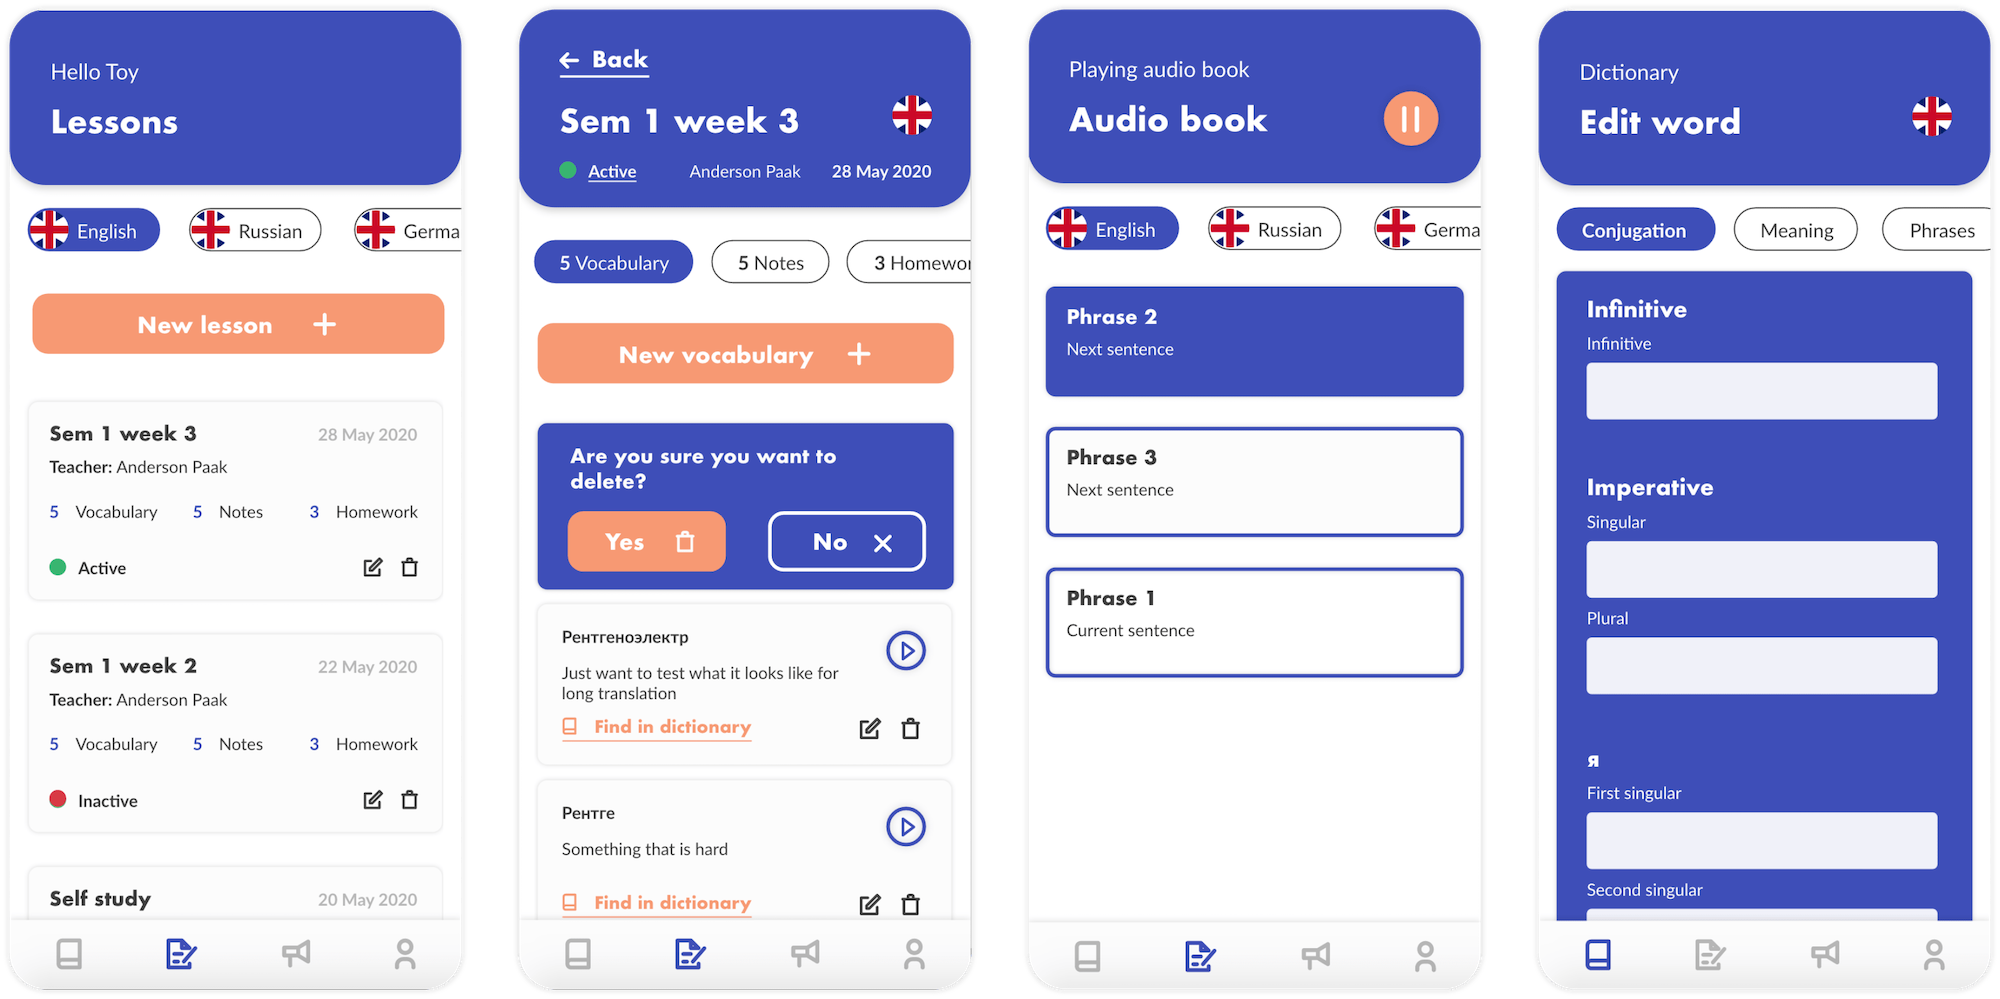 Hello Toy
Lessons
English
Russian
Germa
New lesson
Sem 1 week 3
28 May 2020
Teacher: Anderson Paak
5 Vocabulary
5 Notes
3 Homework
Active
Sem 1 week 2
22 May 2020
Teacher: Anderson Paak
5 Vocabulary
5 Notes
3 Homework
Inactive
Self study
20 May 2020
Back
Sem 1 week 3
Active
Anderson Paak
28 May 2020
5 Vocabulary
5 Notes
3 Homewor
New vocabulary
Are you sure you want to
delete?
Yes
No
Рентгеноэлектр
Just want to test what it looks like for
long translation
Find in dictionary
Рентге
Something that is hard
Find in dictionary
Playing audio book
Audio book
English
Russian
Germa
Phrase 2
Next sentence
Phrase 3
Next sentence
Phrase 1
Current sentence
Dictionary
Edit word
Conjugation
Meaning
Phrases
Infinitive
Infinitive
Imperative
Singular
Plural
я
First singular
Second singular